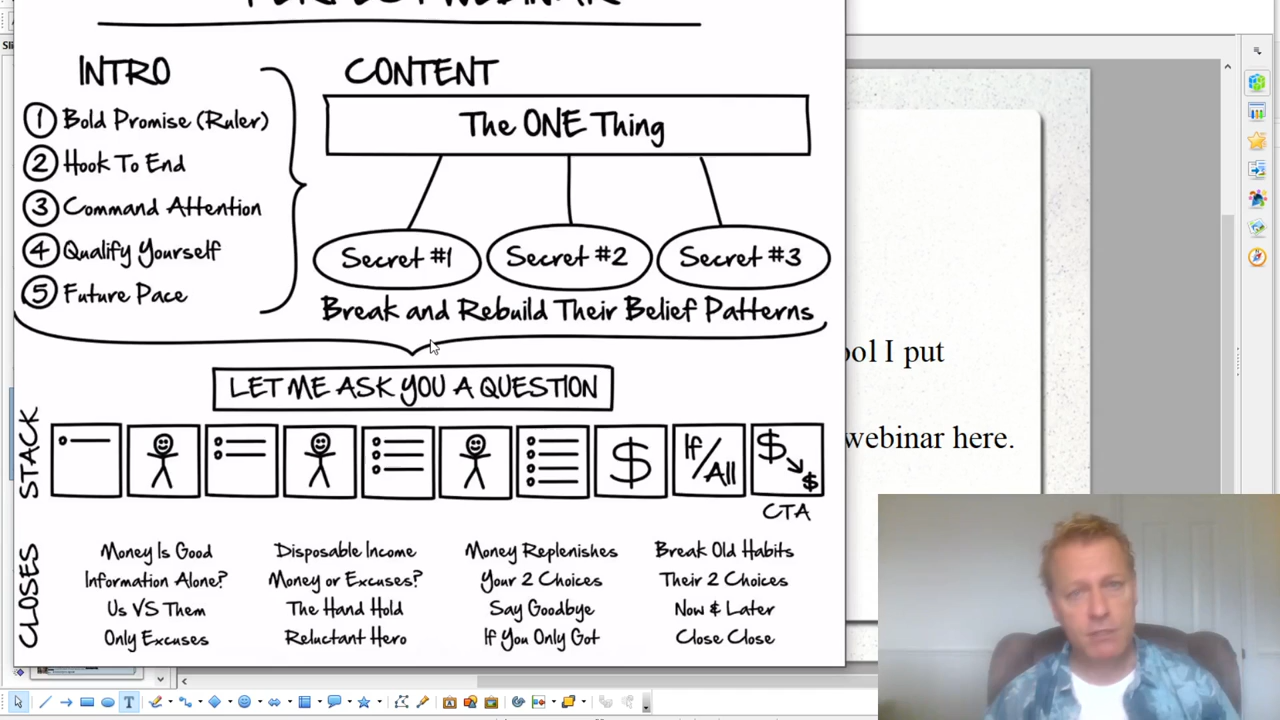 PERFECT WEBINAR
INTRO
1 Bold Promise (Ruler)
2 Hook To End
3 Command Attention
4 Qualify Yourself
5 Future Pace
CONTENT
The ONE Thing
Secret #1
Secret #2
Secret #3
Break and Rebuild Their Belief Patterns
LET ME ASK YOU A QUESTION
STACK
$
If/All
$ $
CTA
CLOSES
Money Is Good
Information Alone?
Us VS Them
Only Excuses
Disposable Income
Money or Excuses?
The Hand Hold
Reluctant Hero
Money Replenishes
Your 2 Choices
Say Goodbye
If You Only Got
Break Old Habits
Their 2 Choices
Now & Later
Close Close
ool I put
webinar here.
T